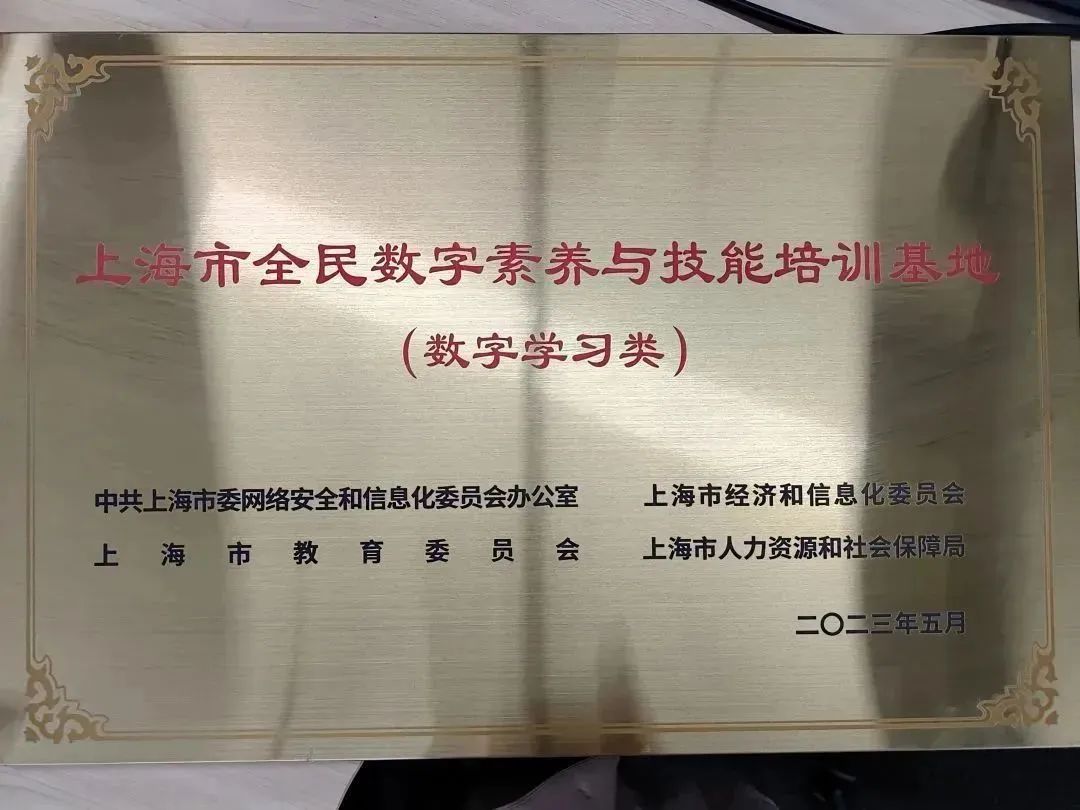 上海市全民数字素养与技能培训基地
（数字学习类）
中共上海市委网络安全和信息化委员会办公室 上海市经济和信息化委员会
上海市教育委员会 上海市人力资源和社会保障局
二〇二三年五月